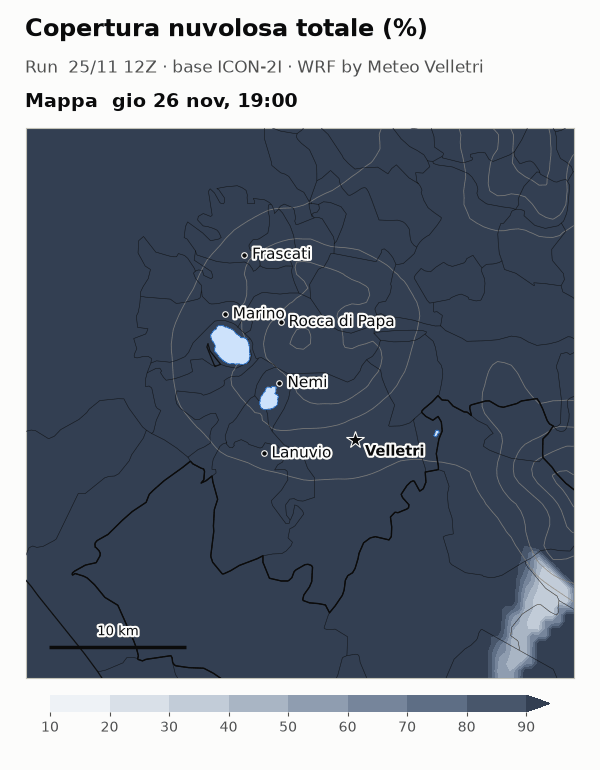 Copertura nuvolosa totale (%)
Run  25/11 12Z · base ICON-2I · WRF by Meteo Velletri
Mappa  gio 26 nov, 19:00
Frascati
Marino
Rocca di Papa
Nemi
Velletri
Lanuvio
10 km
10 20 30 40 50 60 70 80 90